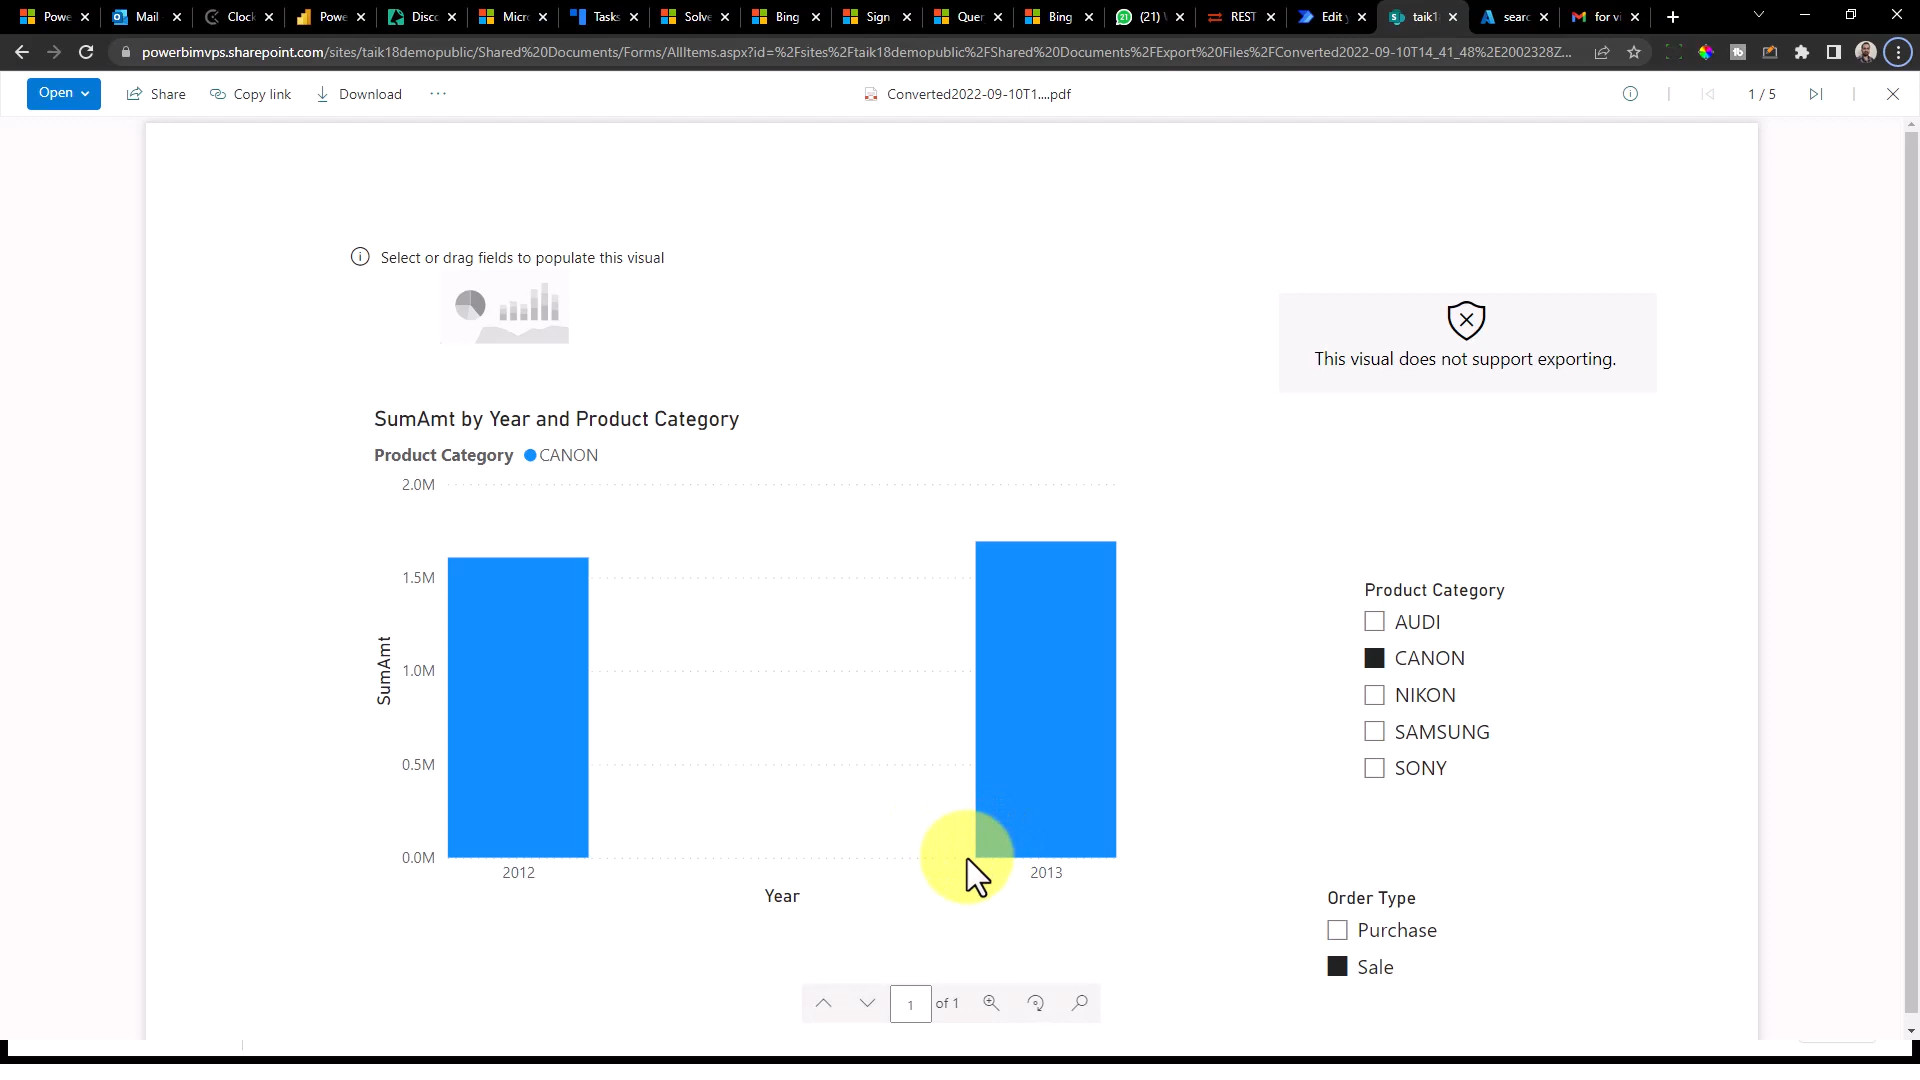 Powe
Mail
Clock
Powe
Disco
Micro
Tasks
Solve
Bing
Sign
Quer
Bing
(21)
REST
Edit
taik1
searc
for vi
powerbimvps.sharepoint.com/sites/taik18demopublic/Shared%20Documents/Forms/AllItems.aspx?id=%2Fsites%2Ftaik18demopublic%2FShared%20Documents%2FExport%20Files%2FConverted2022-09-10T14_41_48%2E2002328Z...
Open
Share
Copy link
Download
...
Converted2022-09-10T1....pdf
1 / 5
Select or drag fields to populate this visual
This visual does not support exporting.
SumAmt by Year and Product Category
Product Category CANON
2.0M
1.5M
1.0M
0.5M
0.0M
SumAmt
2012
2013
Year
Product Category
AUDI
CANON
NIKON
SAMSUNG
SONY
Order Type
Purchase
Sale
1 of 1